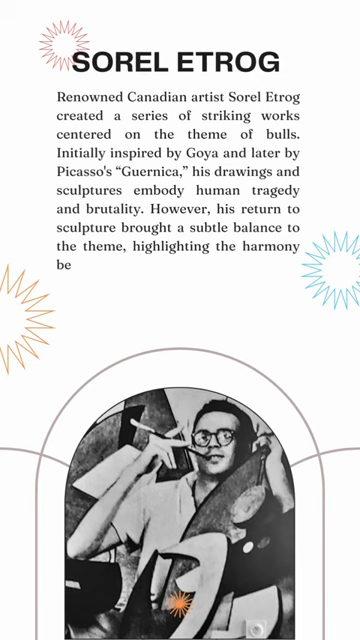 SOREL ETROG
Renowned Canadian artist Sorel Etrog
created a series of striking works
centered on the theme of bulls.
Initially inspired by Goya and later by
Picasso's “Guernica,” his drawings and
sculptures embody human tragedy
and brutality. However, his return to
sculpture brought a subtle balance to
the theme, highlighting the harmony
be